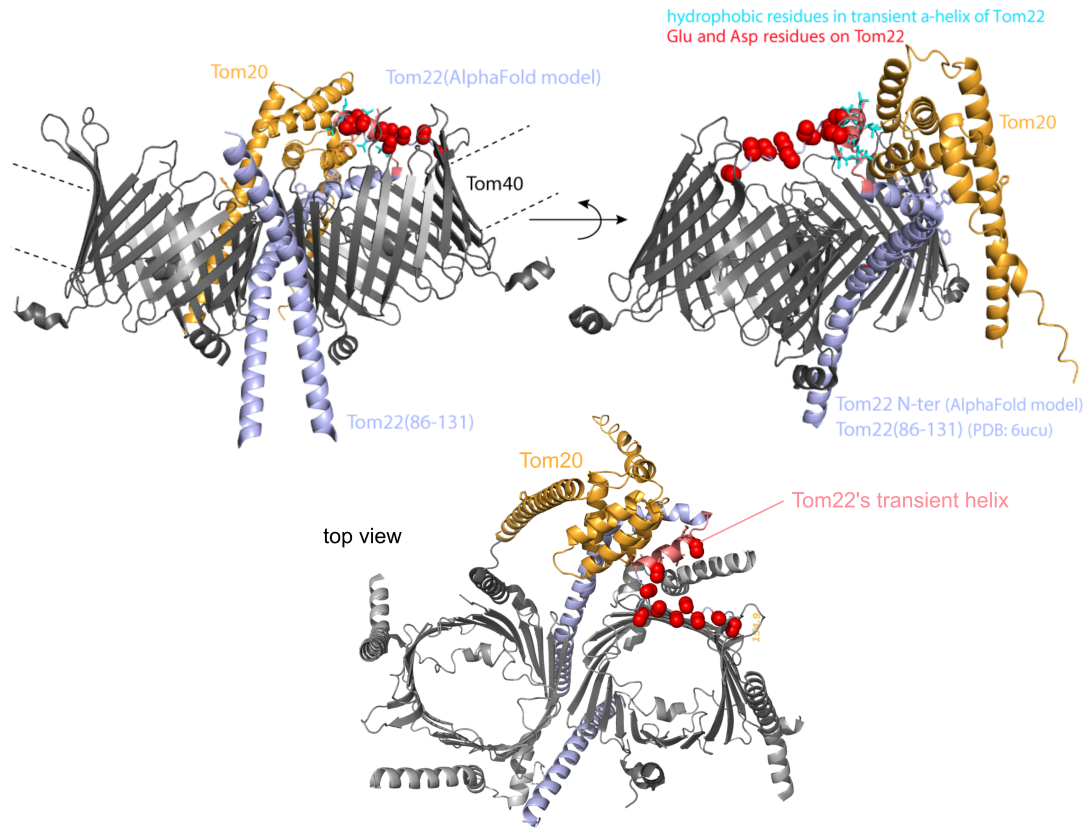 hydrophobic residues in transient a-helix of Tom22
Glu and Asp residues on Tom22
Tom20
Tom22(AlphaFold model)
Tom40
Tom20
Tom22(86-131)
Tom22 N-ter (AlphaFold model)
Tom22(86-131) (PDB: 6ucu)
Tom20
Tom22's transient helix
top view